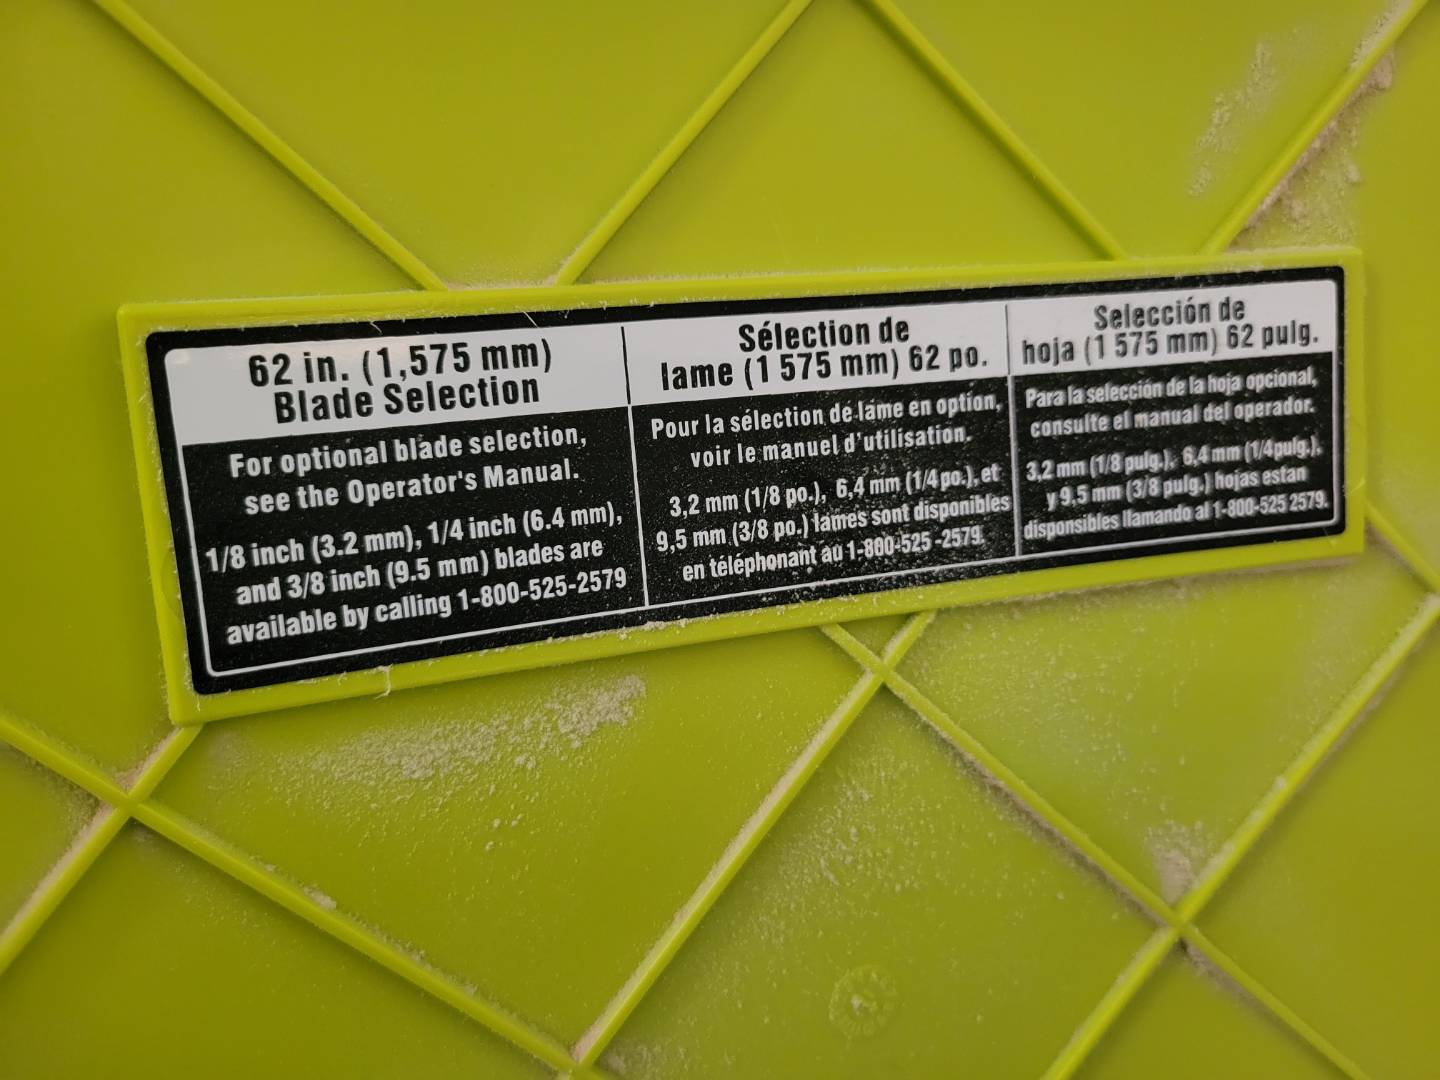 62 in. (1,575 mm)
Blade Selection
For optional blade selection,
see the Operator's Manual.
1/8 inch (3.2 mm), 1/4 inch (6.4 mm),
and 3/8 inch (9.5 mm) blades are
available by calling 1-800-525-2579
Sélection de
lame (1 575 mm) 62 po.
Pour la sélection de lame en option,
voir le manuel d'utilisation.
3,2 mm (1/8 po.), 6,4 mm (1/4 po.), et
9,5 mm (3/8 po.) lames sont disponibles
en téléphonant au 1-800-525-2579.
Selección de
hoja (1 575 mm) 62 pulg.
Para la selección de la hoja opcional,
consulte el manual del operador.
3,2 mm (1/8 pulg.), 6,4 mm (1/4pulg.),
y 9,5 mm (3/8 pulg.) hojas estan
disponsibles llamando al 1-800-525 2579.